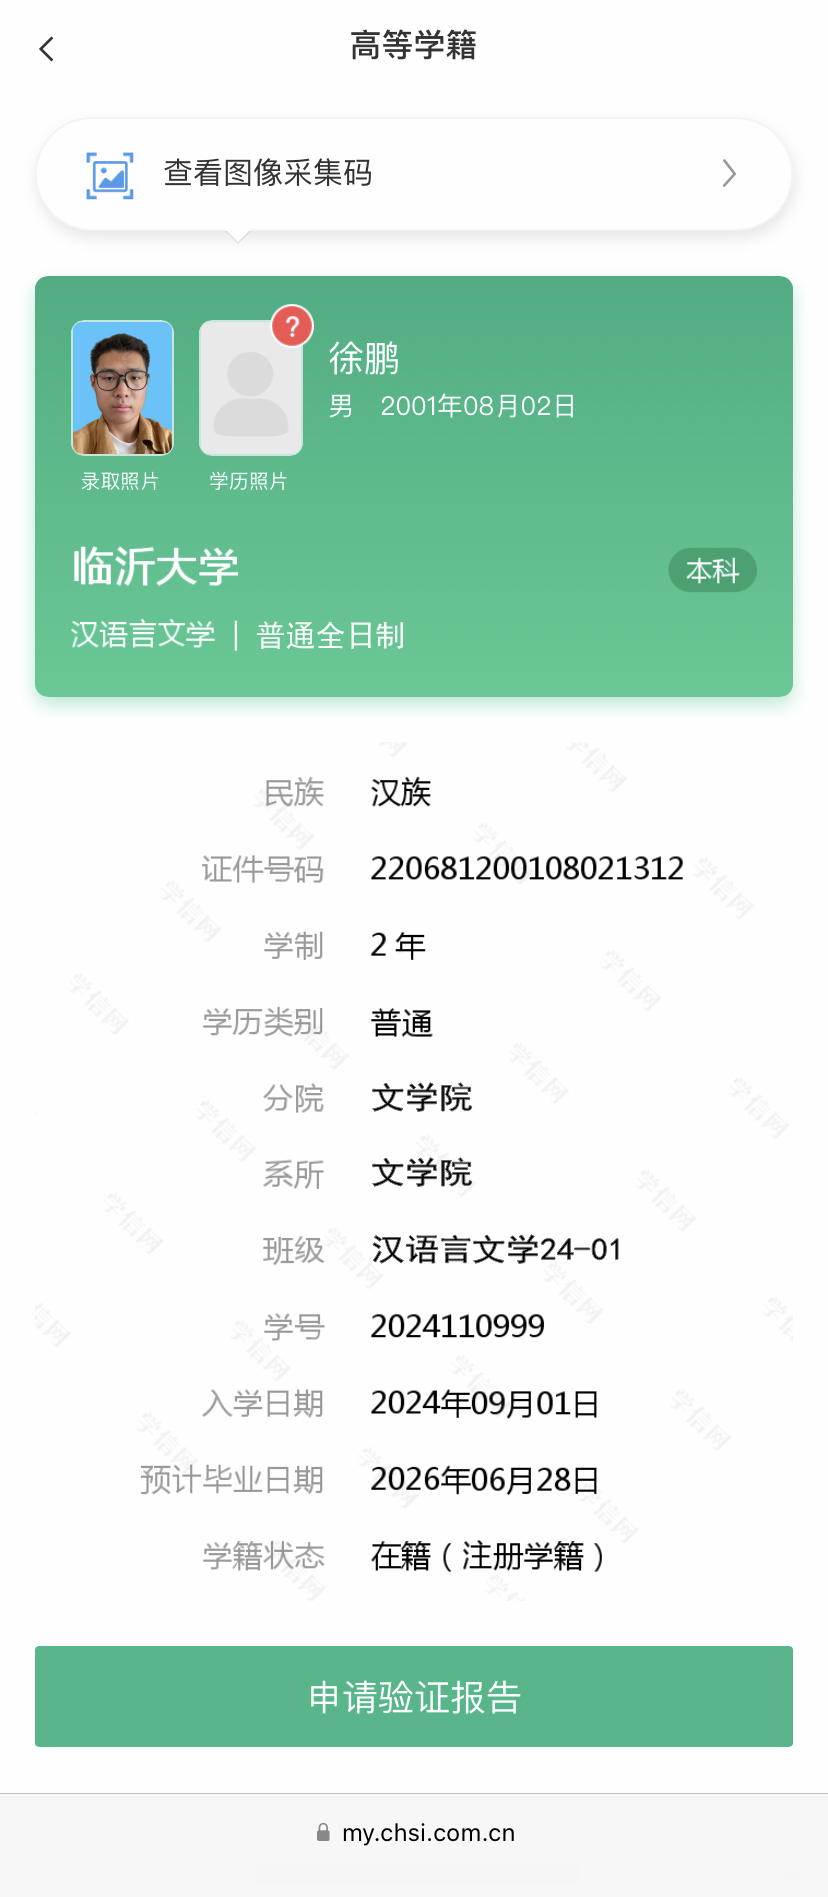 高等学籍
查看图像采集码
?
徐鹏
男 2001年08月02日
录取照片 学历照片
临沂大学 本科
汉语言文学 | 普通全日制
民族 汉族
证件号码 220681200108021312
学制 2 年
学历类别 普通
分院 文学院
系所 文学院
班级 汉语言文学24-01
学号 2024110999
入学日期 2024年09月01日
预计毕业日期 2026年06月28日
学籍状态 在籍（注册学籍）
学信网
申请验证报告
my.chsi.com.cn